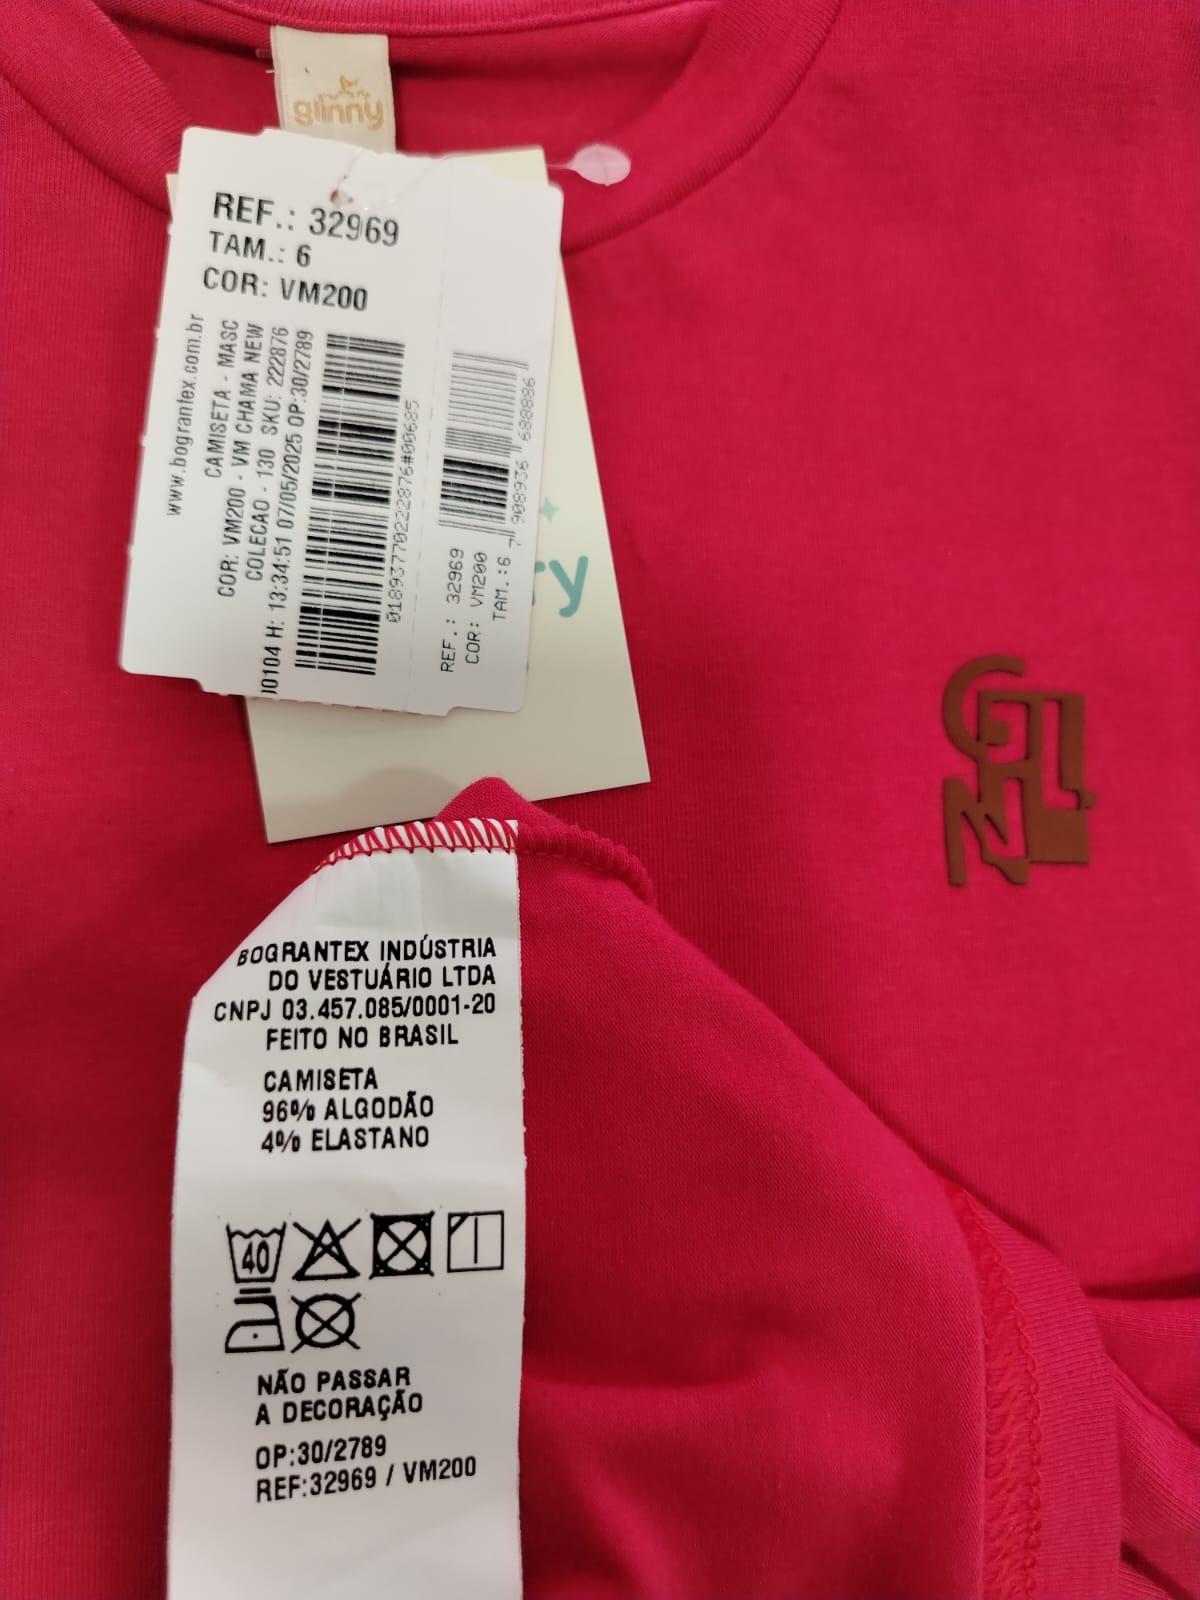 glinny
REF.: 32969
TAM.: 6
COR: VM200
www.bograntex.com.br
CAMISETA - MASC
COR: VM200 - VM CHAMA NEW
COLECAO - 130 SKU: 222876
00104 H: 13:34:51 07/05/2025 OP:30/2789
0189377022876#00685
REF.: 32969
COR: VM200
TAM.:6
7 908936 688886
ry
GLIN
BOGRANTEX INDÚSTRIA
DO VESTUÁRIO LTDA
CNPJ 03.457.085/0001-20
FEITO NO BRASIL
CAMISETA
96% ALGODÃO
4% ELASTANO
40
NÃO PASSAR
A DECORAÇÃO
OP:30/2789
REF:32969 / VM200